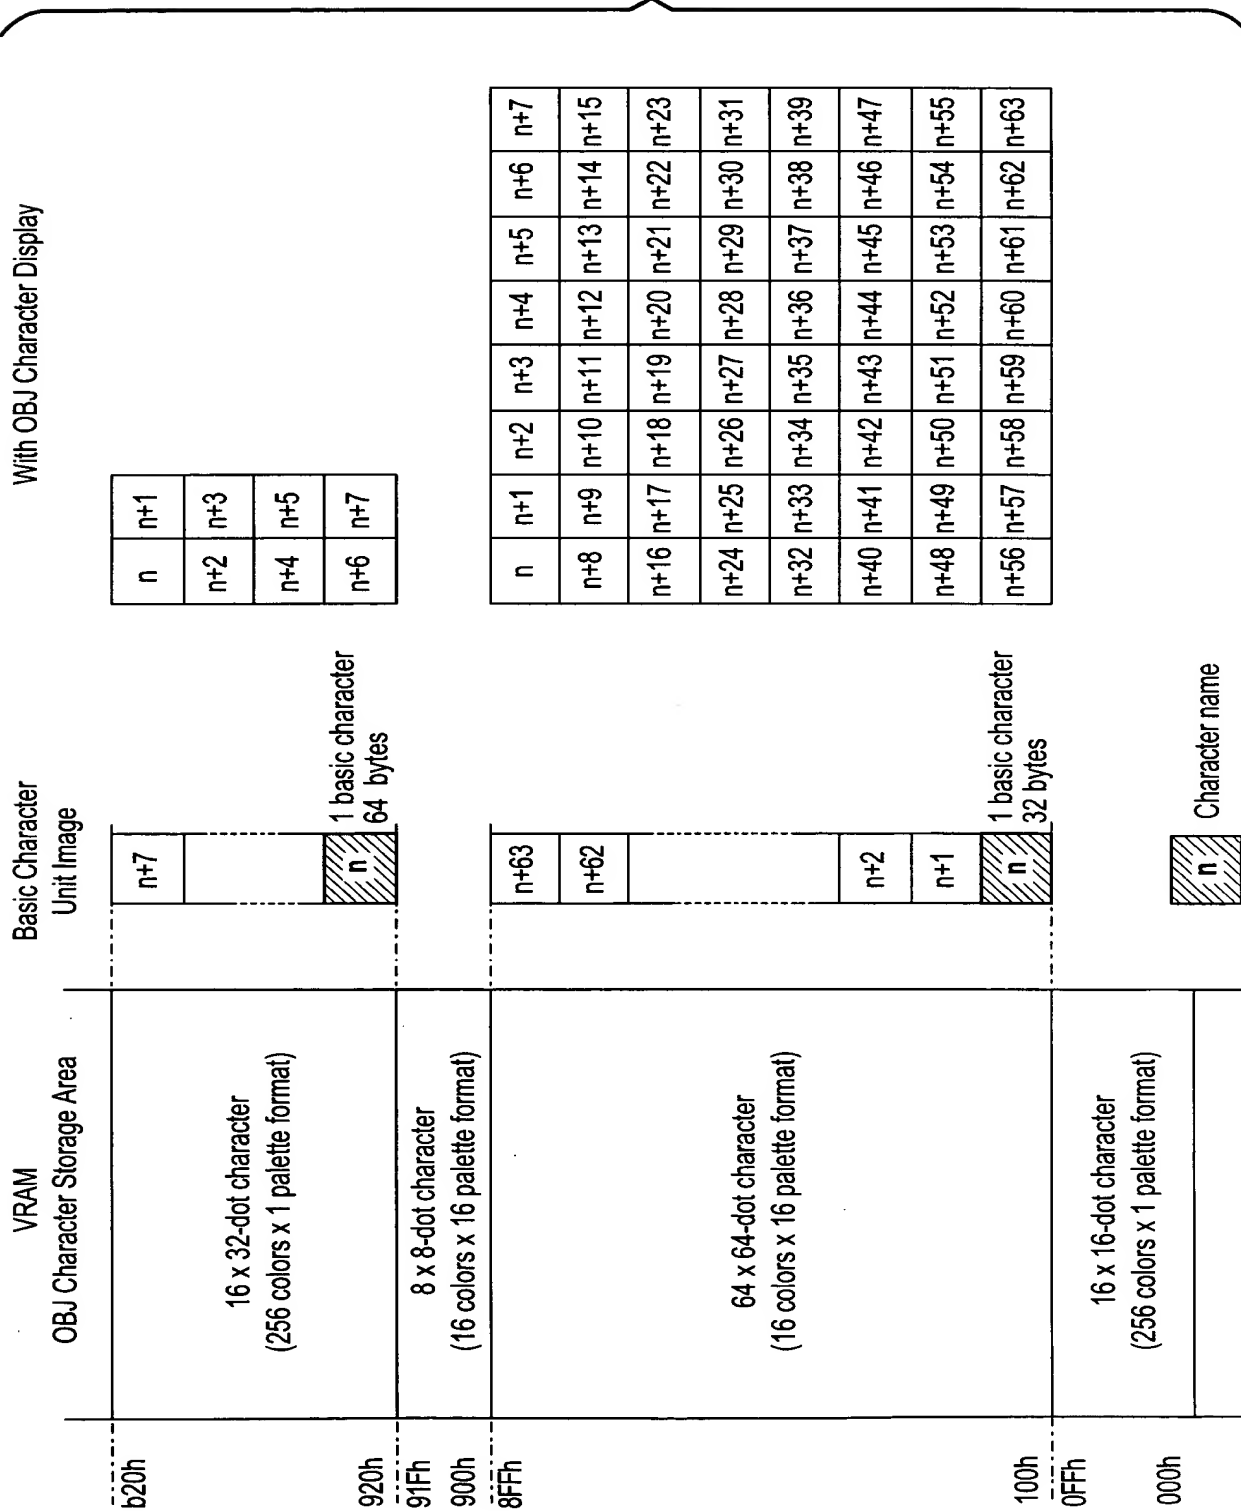 VRAM
OBJ Character Storage Area
Basic Character
Unit Image
With OBJ Character Display
b20h
920h
91Fh
900h
8FFh
100h
0FFh
000h
16 x 32-dot character
(256 colors x 1 palette format)
8 x 8-dot character
(16 colors x 16 palette format)
64 x 64-dot character
(16 colors x 16 palette format)
16 x 16-dot character
(256 colors x 1 palette format)
n+7
n
1 basic character
64 bytes
n+63
n+62
n+2
n+1
n
1 basic character
32 bytes
n
Character name
n n+1
n+2 n+3
n+4 n+5
n+6 n+7
n n+1 n+2 n+3 n+4 n+5 n+6 n+7
n+8 n+9 n+10 n+11 n+12 n+13 n+14 n+15
n+16 n+17 n+18 n+19 n+20 n+21 n+22 n+23
n+24 n+25 n+26 n+27 n+28 n+29 n+30 n+31
n+32 n+33 n+34 n+35 n+36 n+37 n+38 n+39
n+40 n+41 n+42 n+43 n+44 n+45 n+46 n+47
n+48 n+49 n+50 n+51 n+52 n+53 n+54 n+55
n+56 n+57 n+58 n+59 n+60 n+61 n+62 n+63